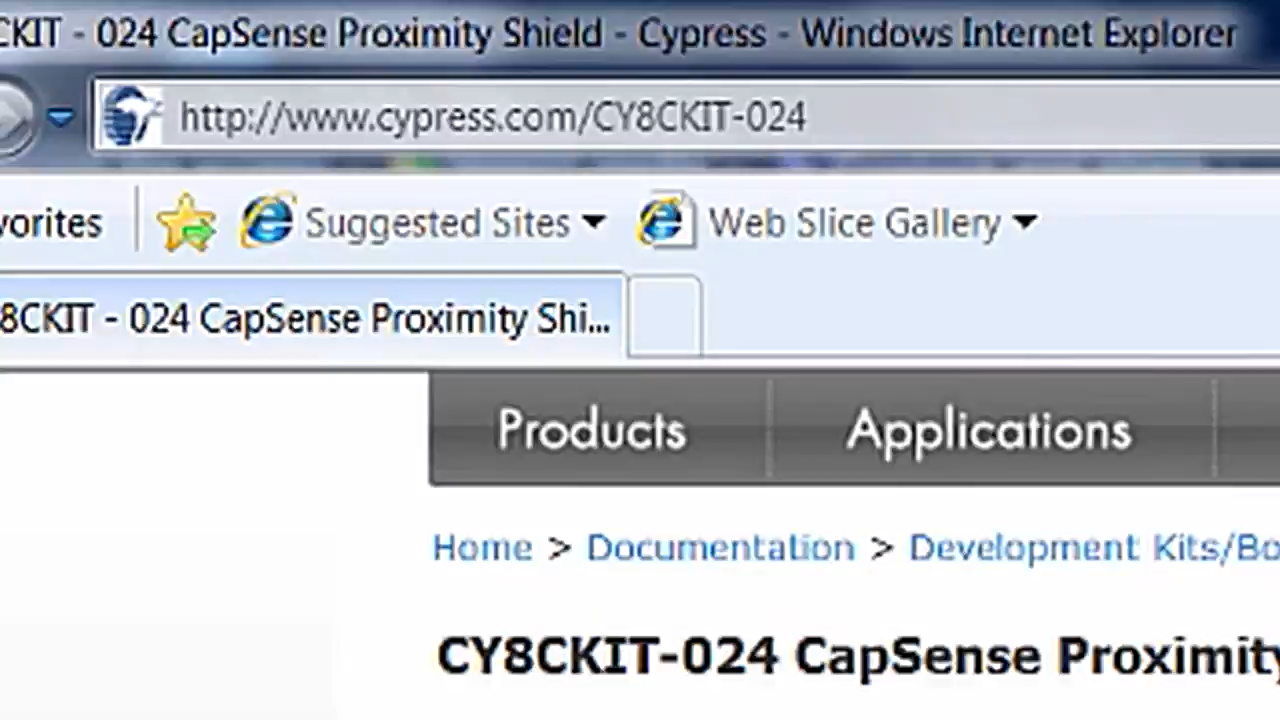 CKIT - 024 CapSense Proximity Shield - Cypress - Windows Internet Explorer
http://www.cypress.com/CY8CKIT-024
vorites Suggested Sites Web Slice Gallery
8CKIT - 024 CapSense Proximity Shi...
Products Applications
Home > Documentation > Development Kits/Bo
CY8CKIT-024 CapSense Proximity